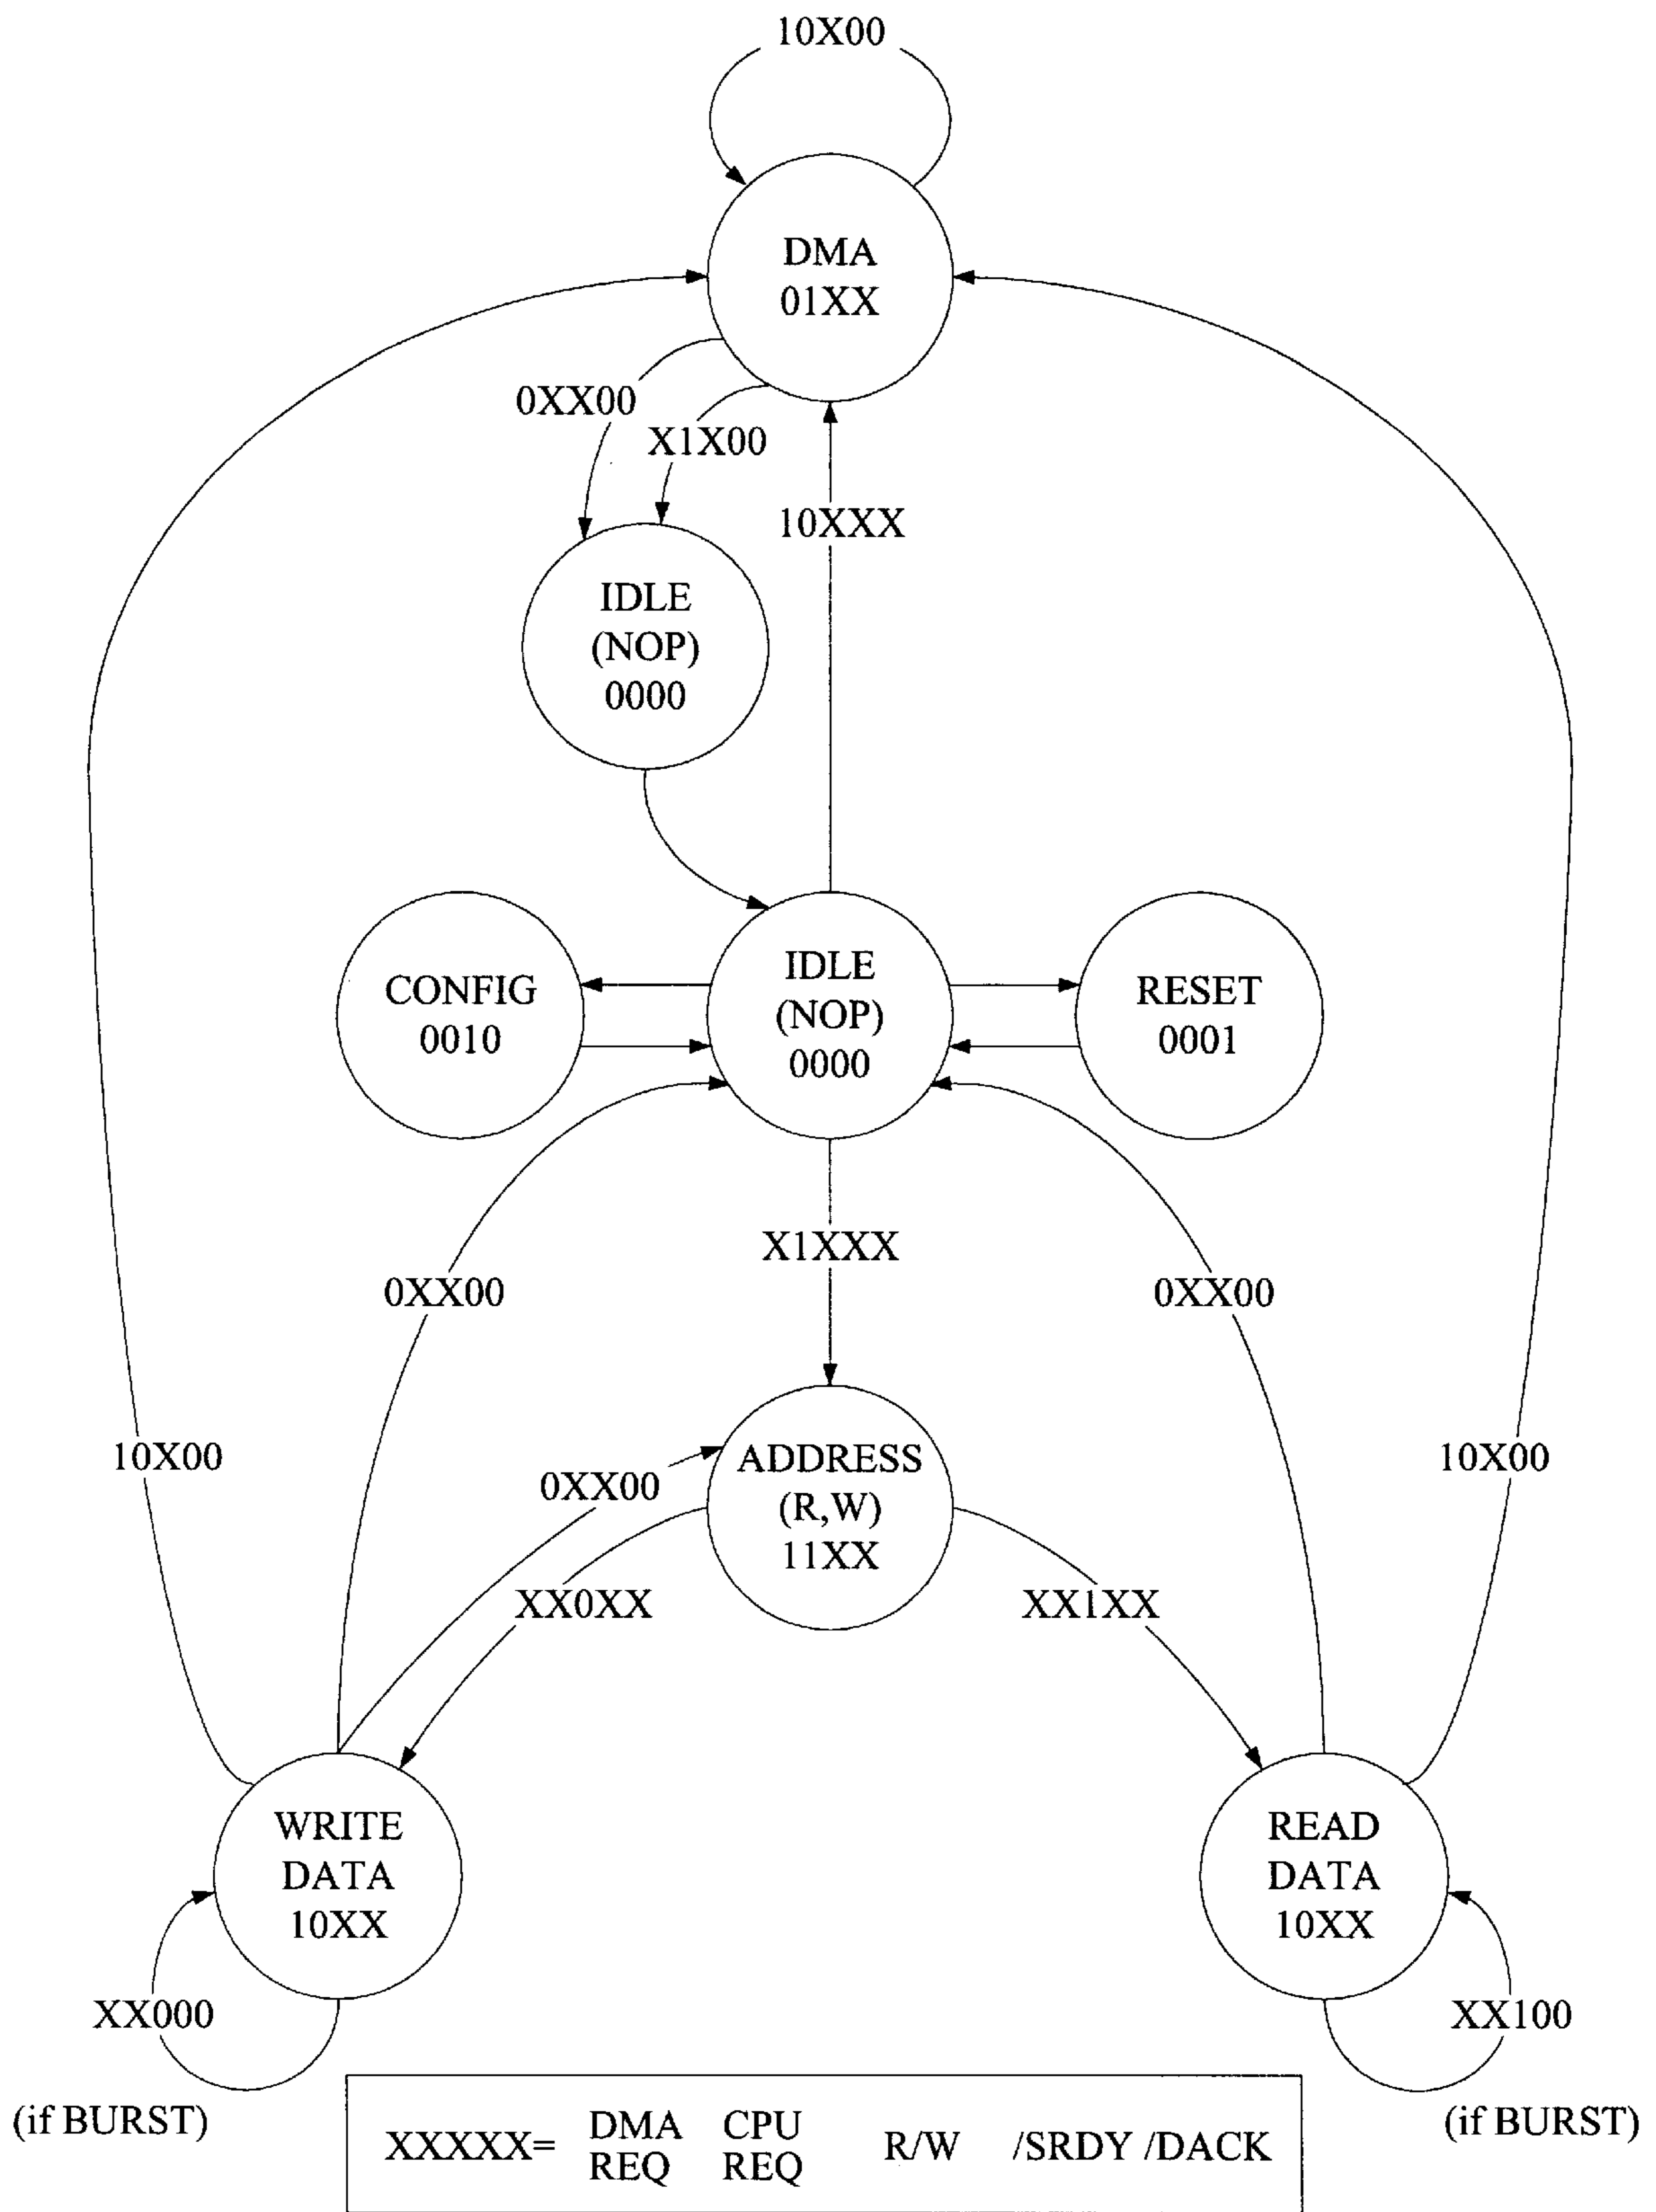 10X00
DMA
01XX
0XX00
X1X00
10XXX
IDLE
(NOP)
0000
CONFIG
0010
IDLE
(NOP)
0000
RESET
0001
X1XXX
0XX00
0XX00
10X00
0XX00
ADDRESS
(R,W)
11XX
10X00
XX0XX
XX1XX
WRITE
DATA
10XX
READ
DATA
10XX
XX000
XX100
(if BURST)
(if BURST)
XXXXX= DMA REQ CPU REQ R/W /SRDY /DACK